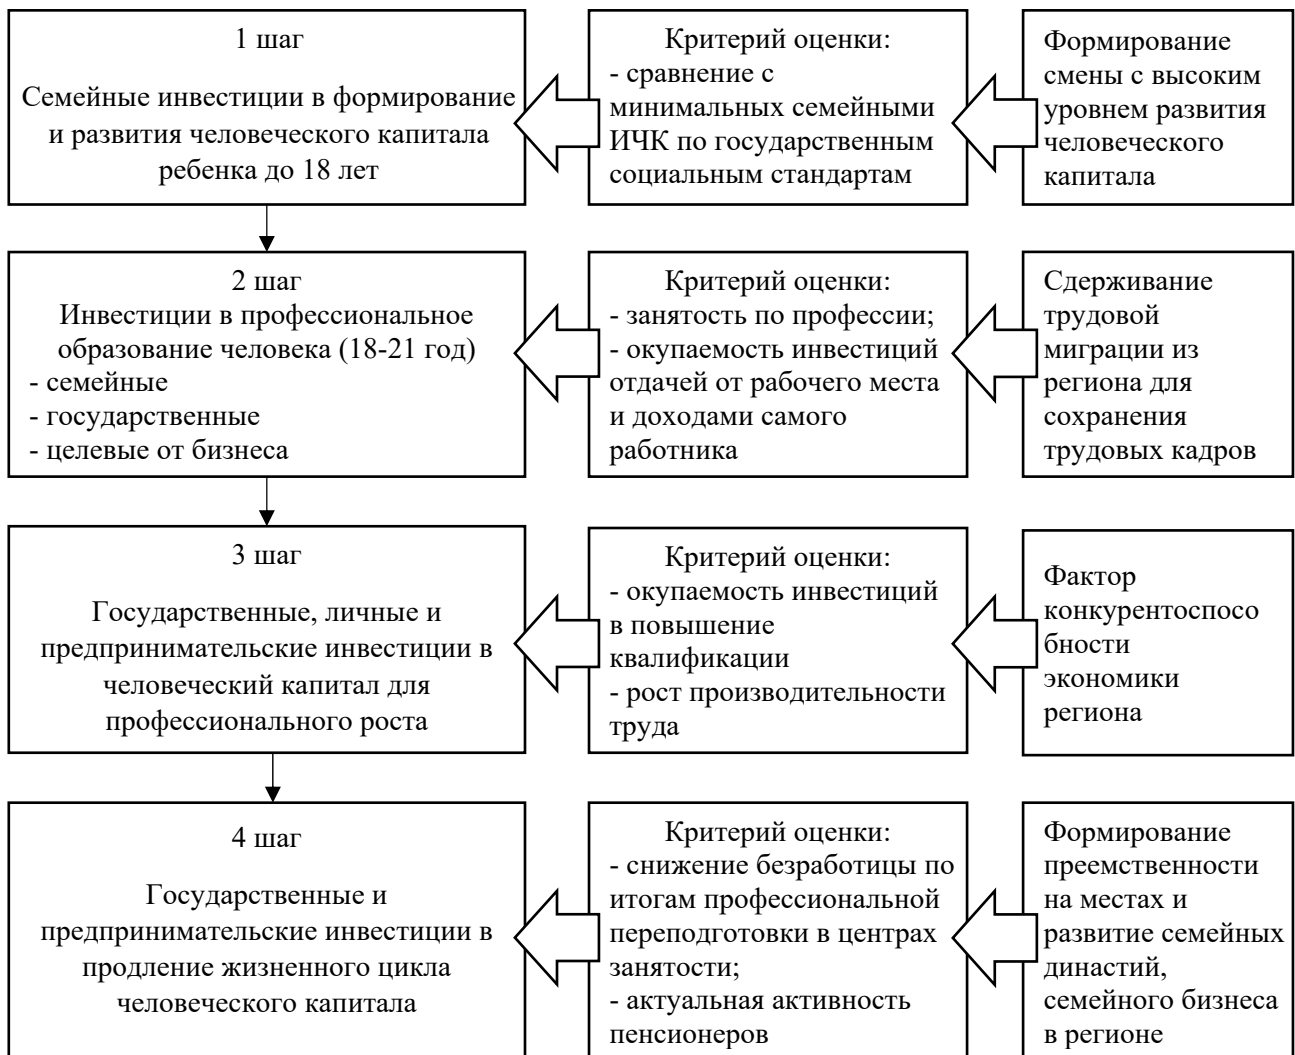 1 шаг
Семейные инвестиции в формирование
и развития человеческого капитала
ребенка до 18 лет
Критерий оценки:
- сравнение с
минимальных семейными
ИЧК по государственным
социальным стандартам
Формирование
смены с высоким
уровнем развития
человеческого
капитала
2 шаг
Инвестиции в профессиональное
образование человека (18-21 год)
- семейные
- государственные
- целевые от бизнеса
Критерий оценки:
- занятость по профессии;
- окупаемость инвестиций
отдачей от рабочего места
и доходами самого
работника
Сдерживание
трудовой
миграции из
региона для
сохранения
трудовых кадров
3 шаг
Государственные, личные и
предпринимательские инвестиции в
человеческий капитал для
профессионального роста
Критерий оценки:
- окупаемость инвестиций
в повышение
квалификации
- рост производительности
труда
Фактор
конкурентоспосо
бности
экономики
региона
4 шаг
Государственные и
предпринимательские инвестиции в
продление жизненного цикла
человеческого капитала
Критерий оценки:
- снижение безработицы по
итогам профессиональной
переподготовки в центрах
занятости;
- актуальная активность
пенсионеров
Формирование
преемственности
на местах и
развитие семейных
династий,
семейного бизнеса
в регионе